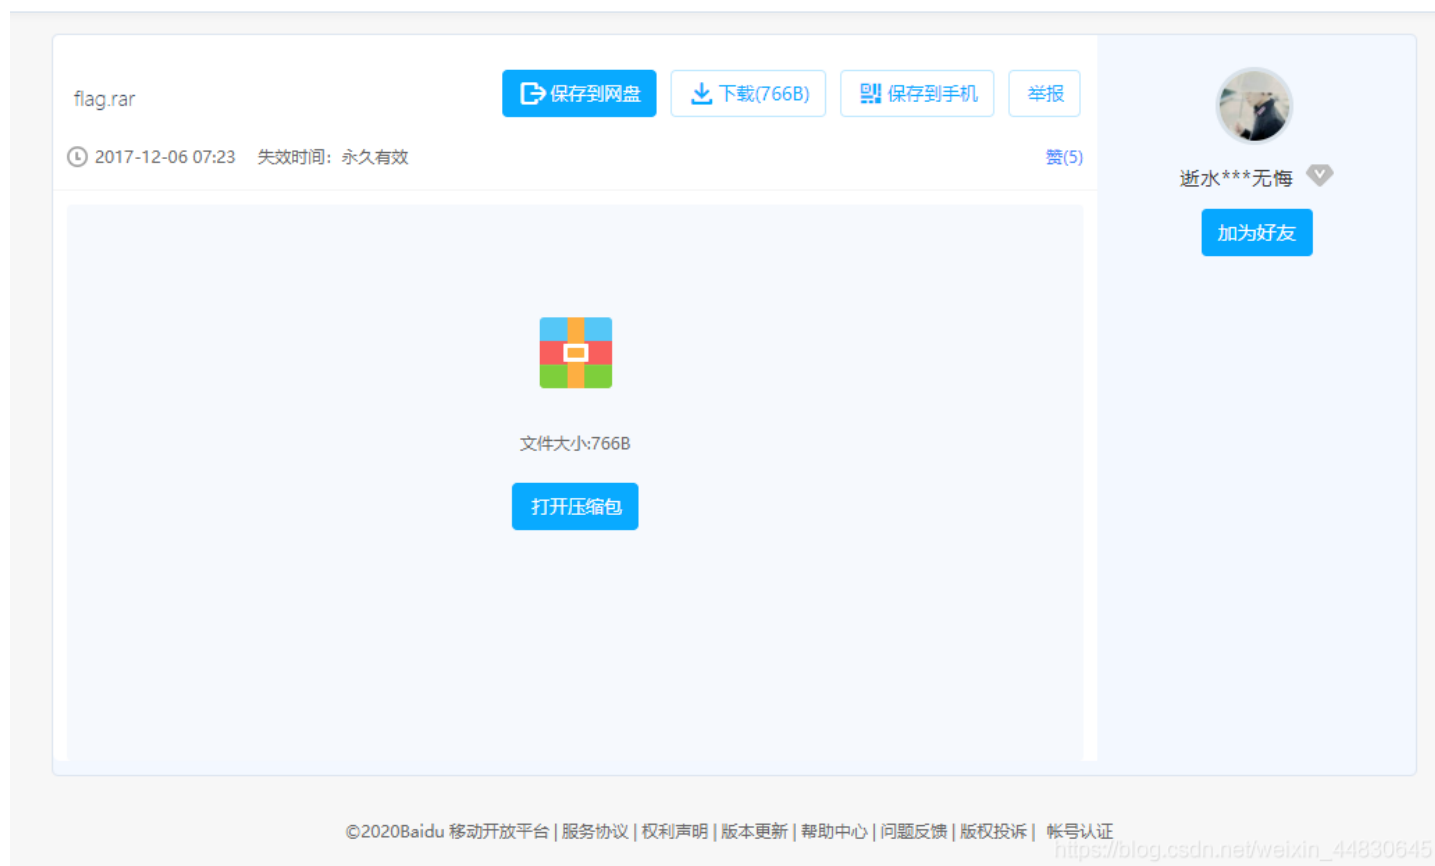 flag.rar
保存到网盘
下载(766B)
保存到手机
举报
2017-12-06 07:23 失效时间：永久有效
赞(5)
逝水***无悔
加为好友
文件大小:766B
打开压缩包
©2020Baidu 移动开放平台 | 服务协议 | 权利声明 | 版本更新 | 帮助中心 | 问题反馈 | 版权投诉 | 帐号认证
https://blog.csdn.net/weixin_44830645